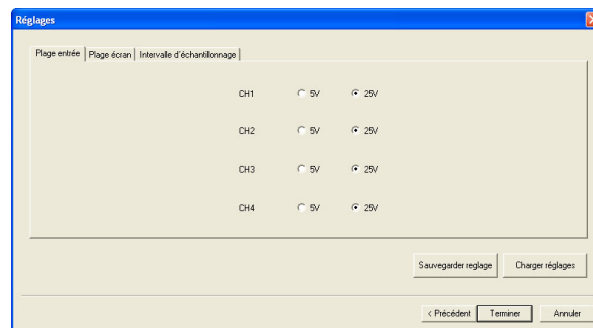 Réglages
Plage entrée Plage écran Intervalle d'échantillonnage
CH1 5V 25V
CH2 5V 25V
CH3 5V 25V
CH4 5V 25V
Sauvegarder reglage Charger réglages
< Précédent Terminer Annuler